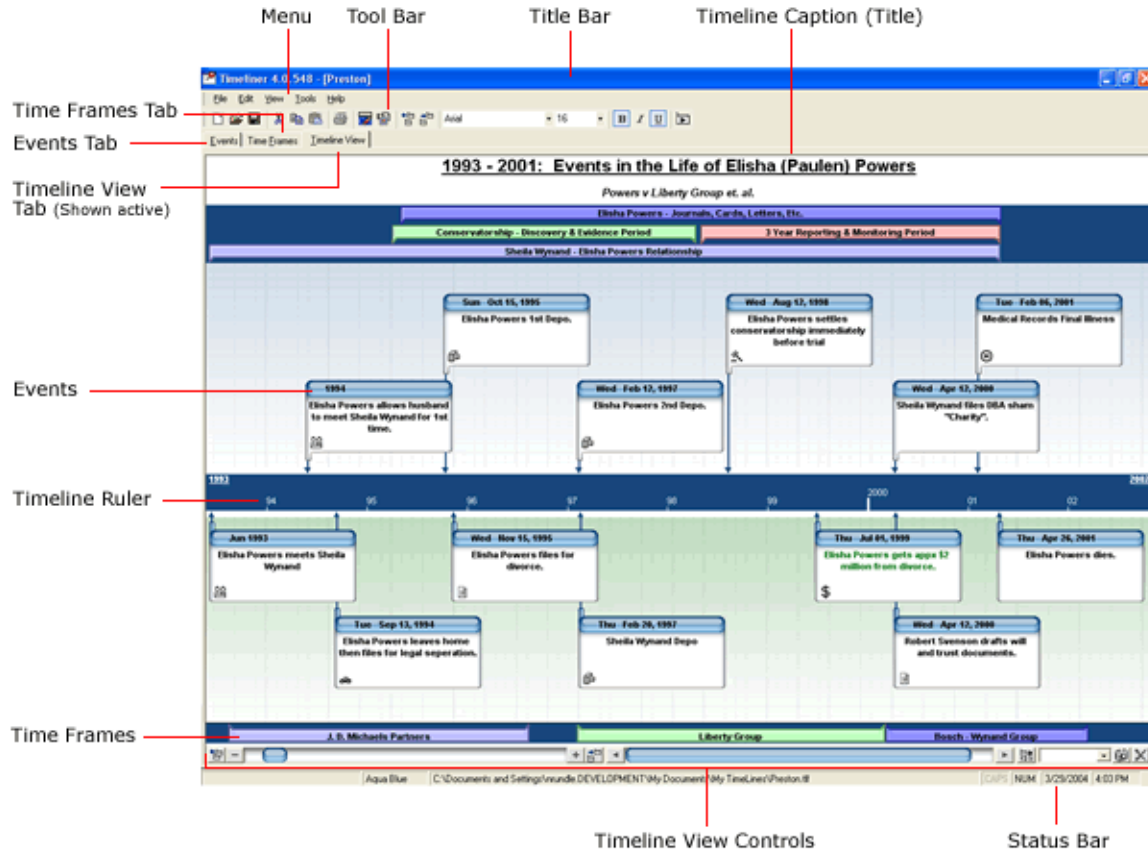 Menu
Tool Bar
Title Bar
Timeline Caption (Title)
Timeliner 4.0.548 - [Preston]
File Edit View Tools Help
Time Frames Tab
Arial 16 B I U
Events Tab
Events Time Frames Timeline View
Timeline View
Tab (Shown active)
1993 - 2001: Events in the Life of Elisha (Paulen) Powers
Powers v Liberty Group et. al.
Elisha Powers - Journals, Cards, Letters, Etc.
Conservatorship - Discovery & Evidence Period
3 Year Reporting & Monitoring Period
Sheila Wynand - Elisha Powers Relationship
Sun Oct 15, 1995
Elisha Powers 1st Depo.
Wed Aug 12, 1998
Elisha Powers settles
conservatorship immediately
before trial
Tue Feb 06, 2001
Medical Records Final Illness
Events
1994
Elisha Powers allows husband
to meet Sheila Wynand for 1st
time.
Wed Feb 12, 1997
Elisha Powers 2nd Depo.
Wed Apr 12, 2000
Sheila Wynand files DBA sham
"Charity".
Timeline Ruler
1993
94 95 96 97 98 99 2000 01 02
Jun 1993
Elisha Powers meets Sheila
Wynand
Wed Nov 15, 1995
Elisha Powers files for
divorce.
Thu Jul 01, 1999
Elisha Powers gets appx $2
million from divorce.
$
Thu Apr 26, 2001
Elisha Powers dies.
Tue Sep 13, 1994
Elisha Powers leaves home
then files for legal seperation.
Thu Feb 20, 1997
Sheila Wynand Depo
Wed Apr 12, 2000
Robert Svenson drafts will
and trust documents.
Time Frames
J. D. Michaels Partners
Liberty Group
Bosch - Wynand Group
Aqua Blue
C:\Documents and Settings\rrundle.DEVELOPMENT\My Documents\My TimeLines\Preston.tll
CAPS NUM 3/29/2004 4:03 PM
Timeline View Controls
Status Bar